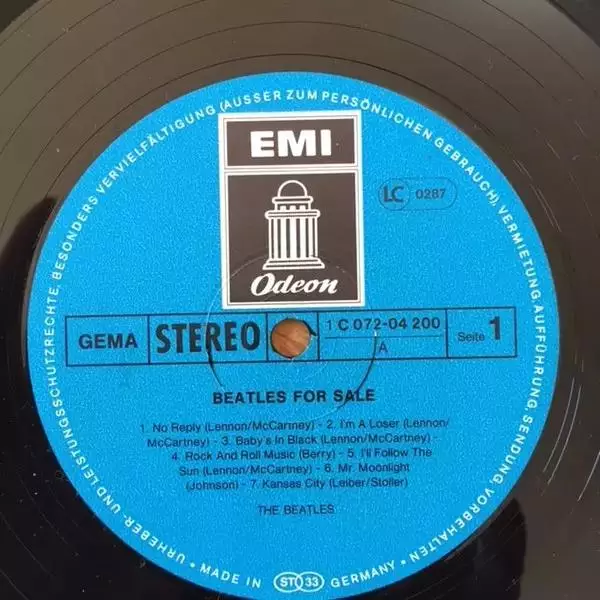 URHEBER- UND LEISTUNGSSCHUTZRECHTE, BESONDERS VERVIELFÄLTIGUNG (AUSSER ZUM PERSÖNLICHEN GEBRAUCH), VERMIETUNG, AUFFÜHRUNG, SENDUNG, VORBEHALTEN
EMI
Odeon
LC 0287
GEMA STEREO 1 C 072-04 200 Seite 1
A
BEATLES FOR SALE
1. No Reply (Lennon/McCartney) - 2. I'm A Loser (Lennon/
McCartney) - 3. Baby's In Black (Lennon/McCartney) -
4. Rock And Roll Music (Berry) - 5. I'll Follow The
Sun (Lennon/McCartney) - 6. Mr. Moonlight
(Johnson) - 7. Kansas City (Leiber/Stoller)
THE BEATLES
• MADE IN ST 33 GERMANY •